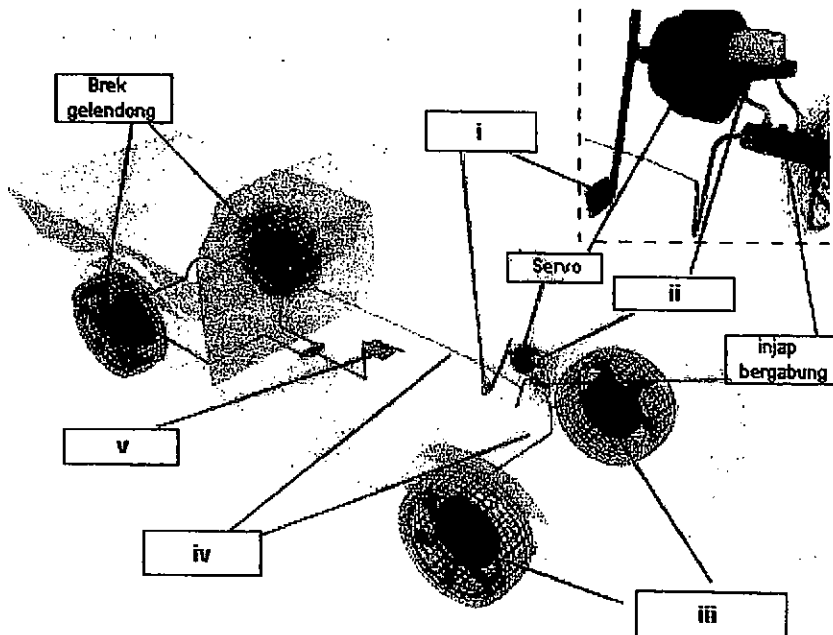 Brek
gelendong
i
Servo
ii
injap
bergabung
v
iv
iii